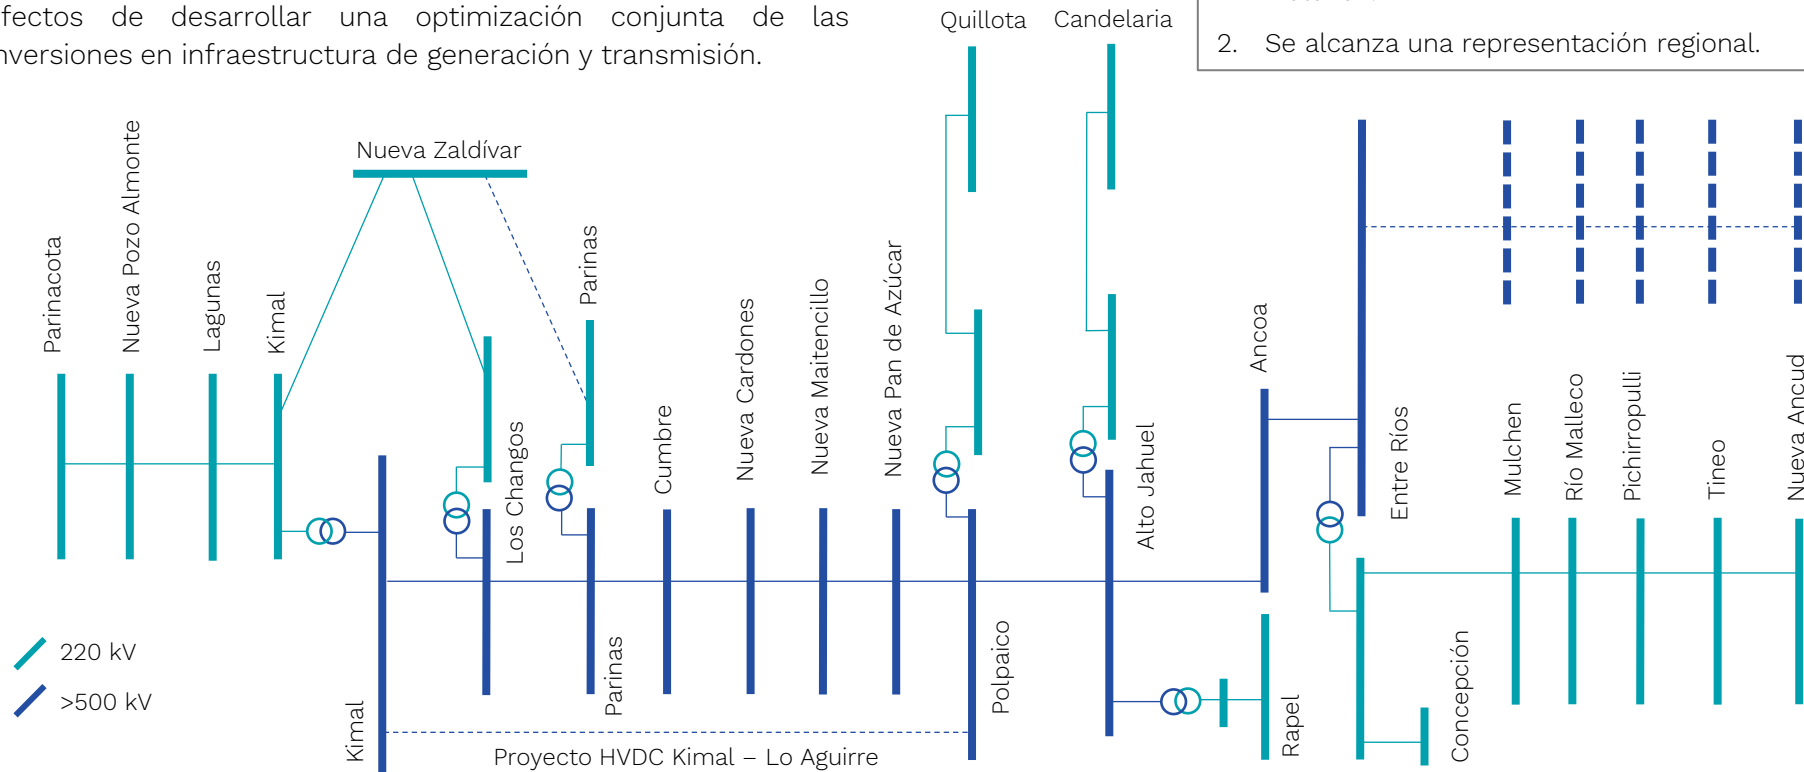 fectos de desarrollar una optimización conjunta de las
nversiones en infraestructura de generación y transmisión.
Quillota
Candelaria
2. Se alcanza una representación regional.
Nueva Zaldívar
Parinacota
Nueva Pozo Almonte
Lagunas
Kimal
Los Changos
Parinas
Cumbre
Nueva Cardones
Nueva Maitencillo
Nueva Pan de Azúcar
Alto Jahuel
Ancoa
Entre Ríos
Mulchen
Río Malleco
Pichirropulli
Tineo
Nueva Ancud
220 kV
>500 kV
Kimal
Parinas
Polpaico
Rapel
Concepción
Proyecto HVDC Kimal – Lo Aguirre